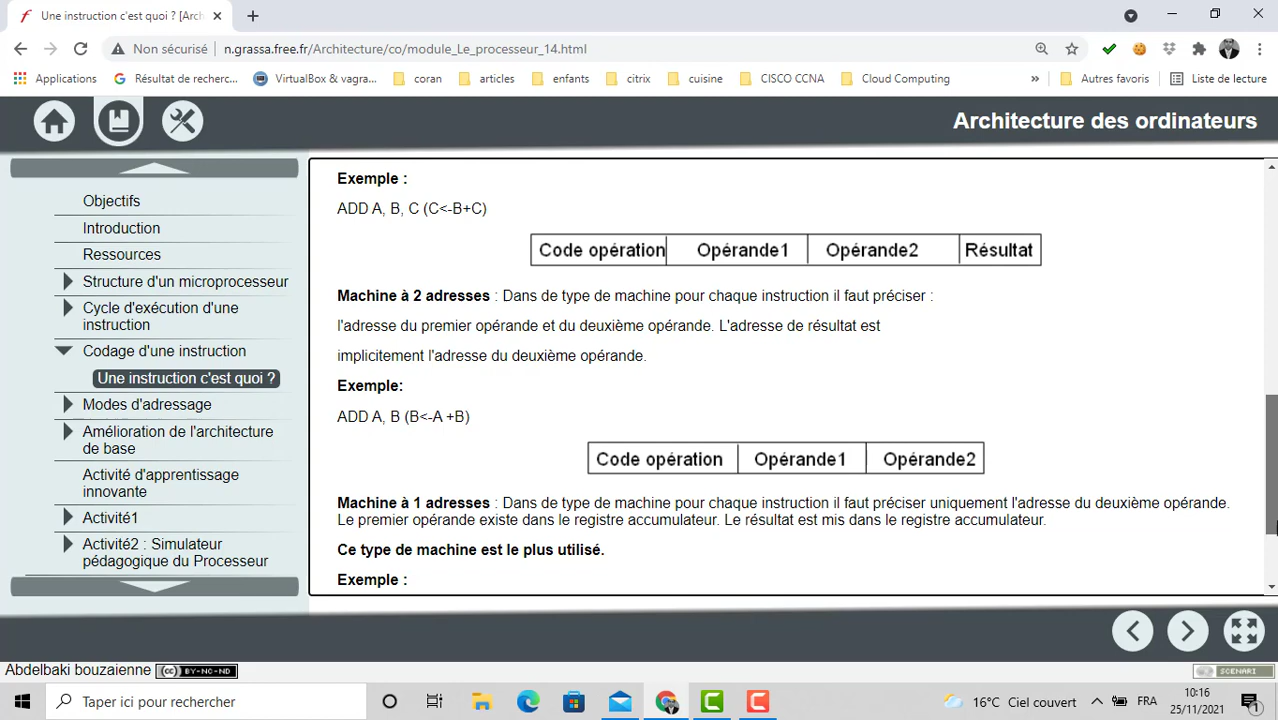 Une instruction c'est quoi ? [Arch
Non sécurisé
n.grassa.free.fr/Architecture/co/module_Le_processeur_14.html
Applications
Résultat de recherc...
VirtualBox & vagra...
coran
articles
enfants
citrix
cuisine
CISCO CCNA
Cloud Computing
»
Autres favoris
Liste de lecture
Architecture des ordinateurs
Objectifs
Introduction
Ressources
Structure d'un microprocesseur
Cycle d'exécution d'une
instruction
Codage d'une instruction
Une instruction c'est quoi ?
Modes d'adressage
Amélioration de l'architecture
de base
Activité d'apprentissage
innovante
Activité1
Activité2 : Simulateur
pédagogique du Processeur
Exemple :
ADD A, B, C (C<-B+C)
Code opération Opérande1 Opérande2 Résultat
Machine à 2 adresses : Dans de type de machine pour chaque instruction il faut préciser :
l'adresse du premier opérande et du deuxième opérande. L'adresse de résultat est
implicitement l'adresse du deuxième opérande.
Exemple:
ADD A, B (B<-A +B)
Code opération Opérande1 Opérande2
Machine à 1 adresses : Dans de type de machine pour chaque instruction il faut préciser uniquement l'adresse du deuxième opérande.
Le premier opérande existe dans le registre accumulateur. Le résultat est mis dans le registre accumulateur.
Ce type de machine est le plus utilisé.
Exemple :
Abdelbaki bouzaienne
(cc) BY-NC-ND
SCENARI
Taper ici pour rechercher
16°C Ciel couvert
FRA
10:16
25/11/2021
1